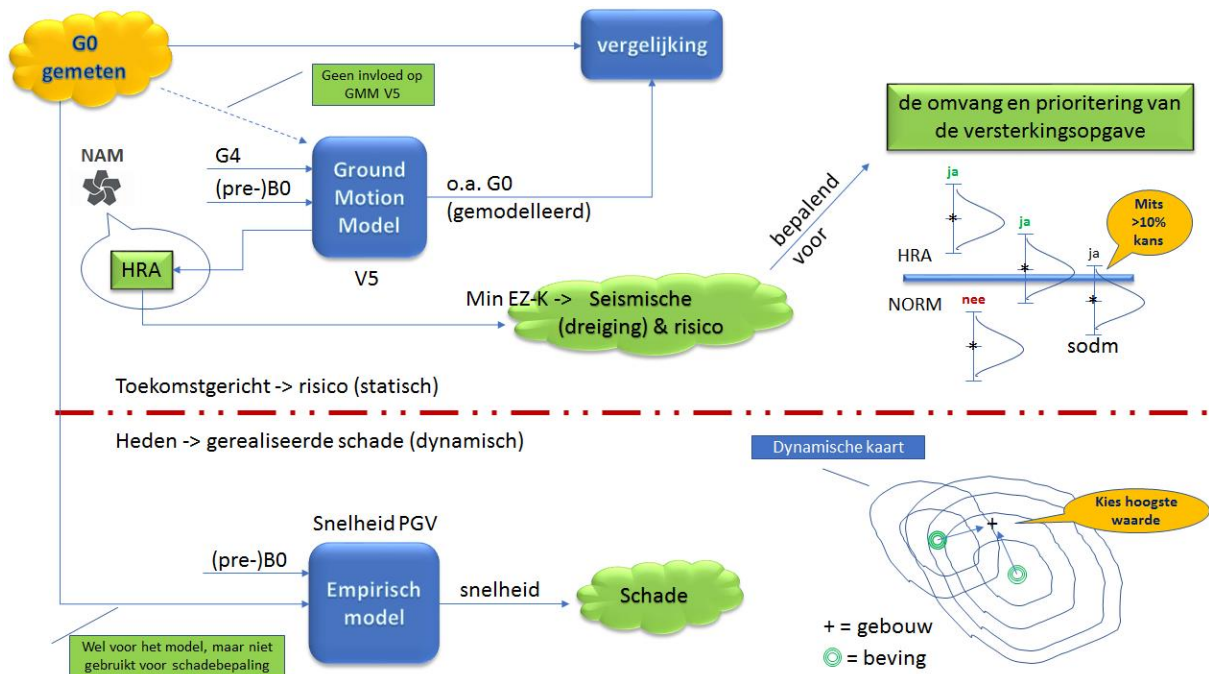 G0
gemeten
vergelijking
Geen invloed op
GMM V5
de omvang en prioritering van
de versterkingsopgave
NAM
G4
(pre-)B0
Ground
Motion
Model
o.a. G0
(gemodelleerd)
V5
HRA
bepalend
voor
ja
ja
ja
Mits
>10%
kans
HRA
NORM
nee
sodm
Min EZ-K -> Seismische
(dreiging) & risico
Toekomstgericht -> risico (statisch)
Heden -> gerealiseerde schade (dynamisch)
Dynamische kaart
Kies hoogste
waarde
Snelheid PGV
(pre-)B0
Empirisch
model
snelheid
Schade
Wel voor het model, maar niet
gebruikt voor schadebepaling
+ = gebouw
= beving